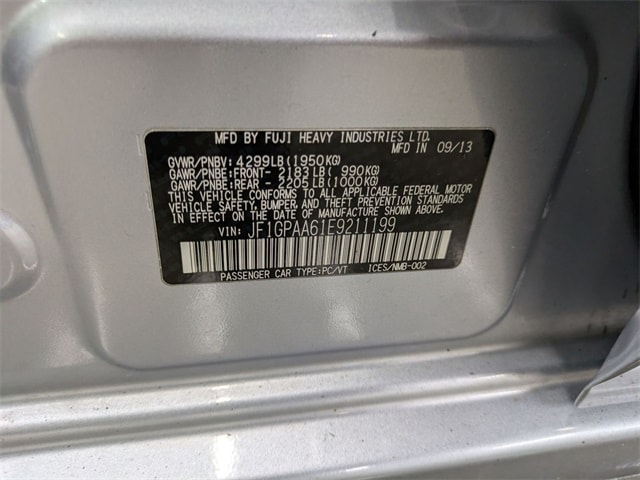 MFD BY FUJI HEAVY INDUSTRIES LTD.
MFD IN 09/13
GVWR/PNBV: 4299LB(1950KG)
GAWR/PNBE:FRONT- 2183LB( 990KG)
GAWR/PNBE:REAR - 2205LB(1000KG)
THIS VEHICLE CONFORMS TO ALL APPLICABLE FEDERAL MOTOR
VEHICLE SAFETY, BUMPER, AND THEFT PREVENTION STANDARDS
IN EFFECT ON THE DATE OF MANUFACTURE SHOWN ABOVE.
VIN: JF1GPAA61E9211199
PASSENGER CAR TYPE:PC/VT ICES/NMB-002